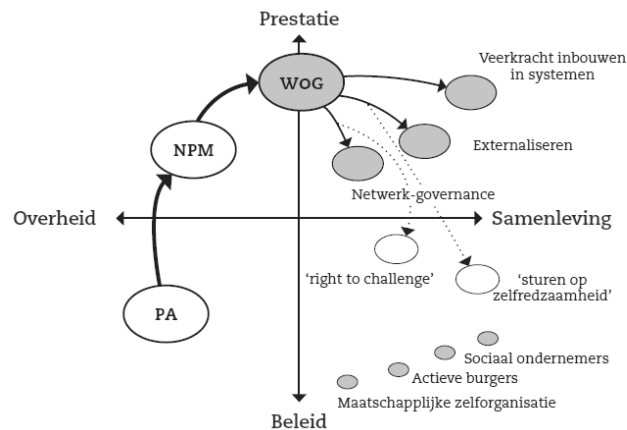 Prestatie
Veerkracht inbouwen
in systemen
WOG
Externaliseren
NPM
Netwerk-governance
Overheid
Samenleving
'right to challenge'
'sturen op
zelfredzaamheid'
PA
Sociaal ondernemers
Actieve burgers
Maatschapplijke zelforganisatie
Beleid